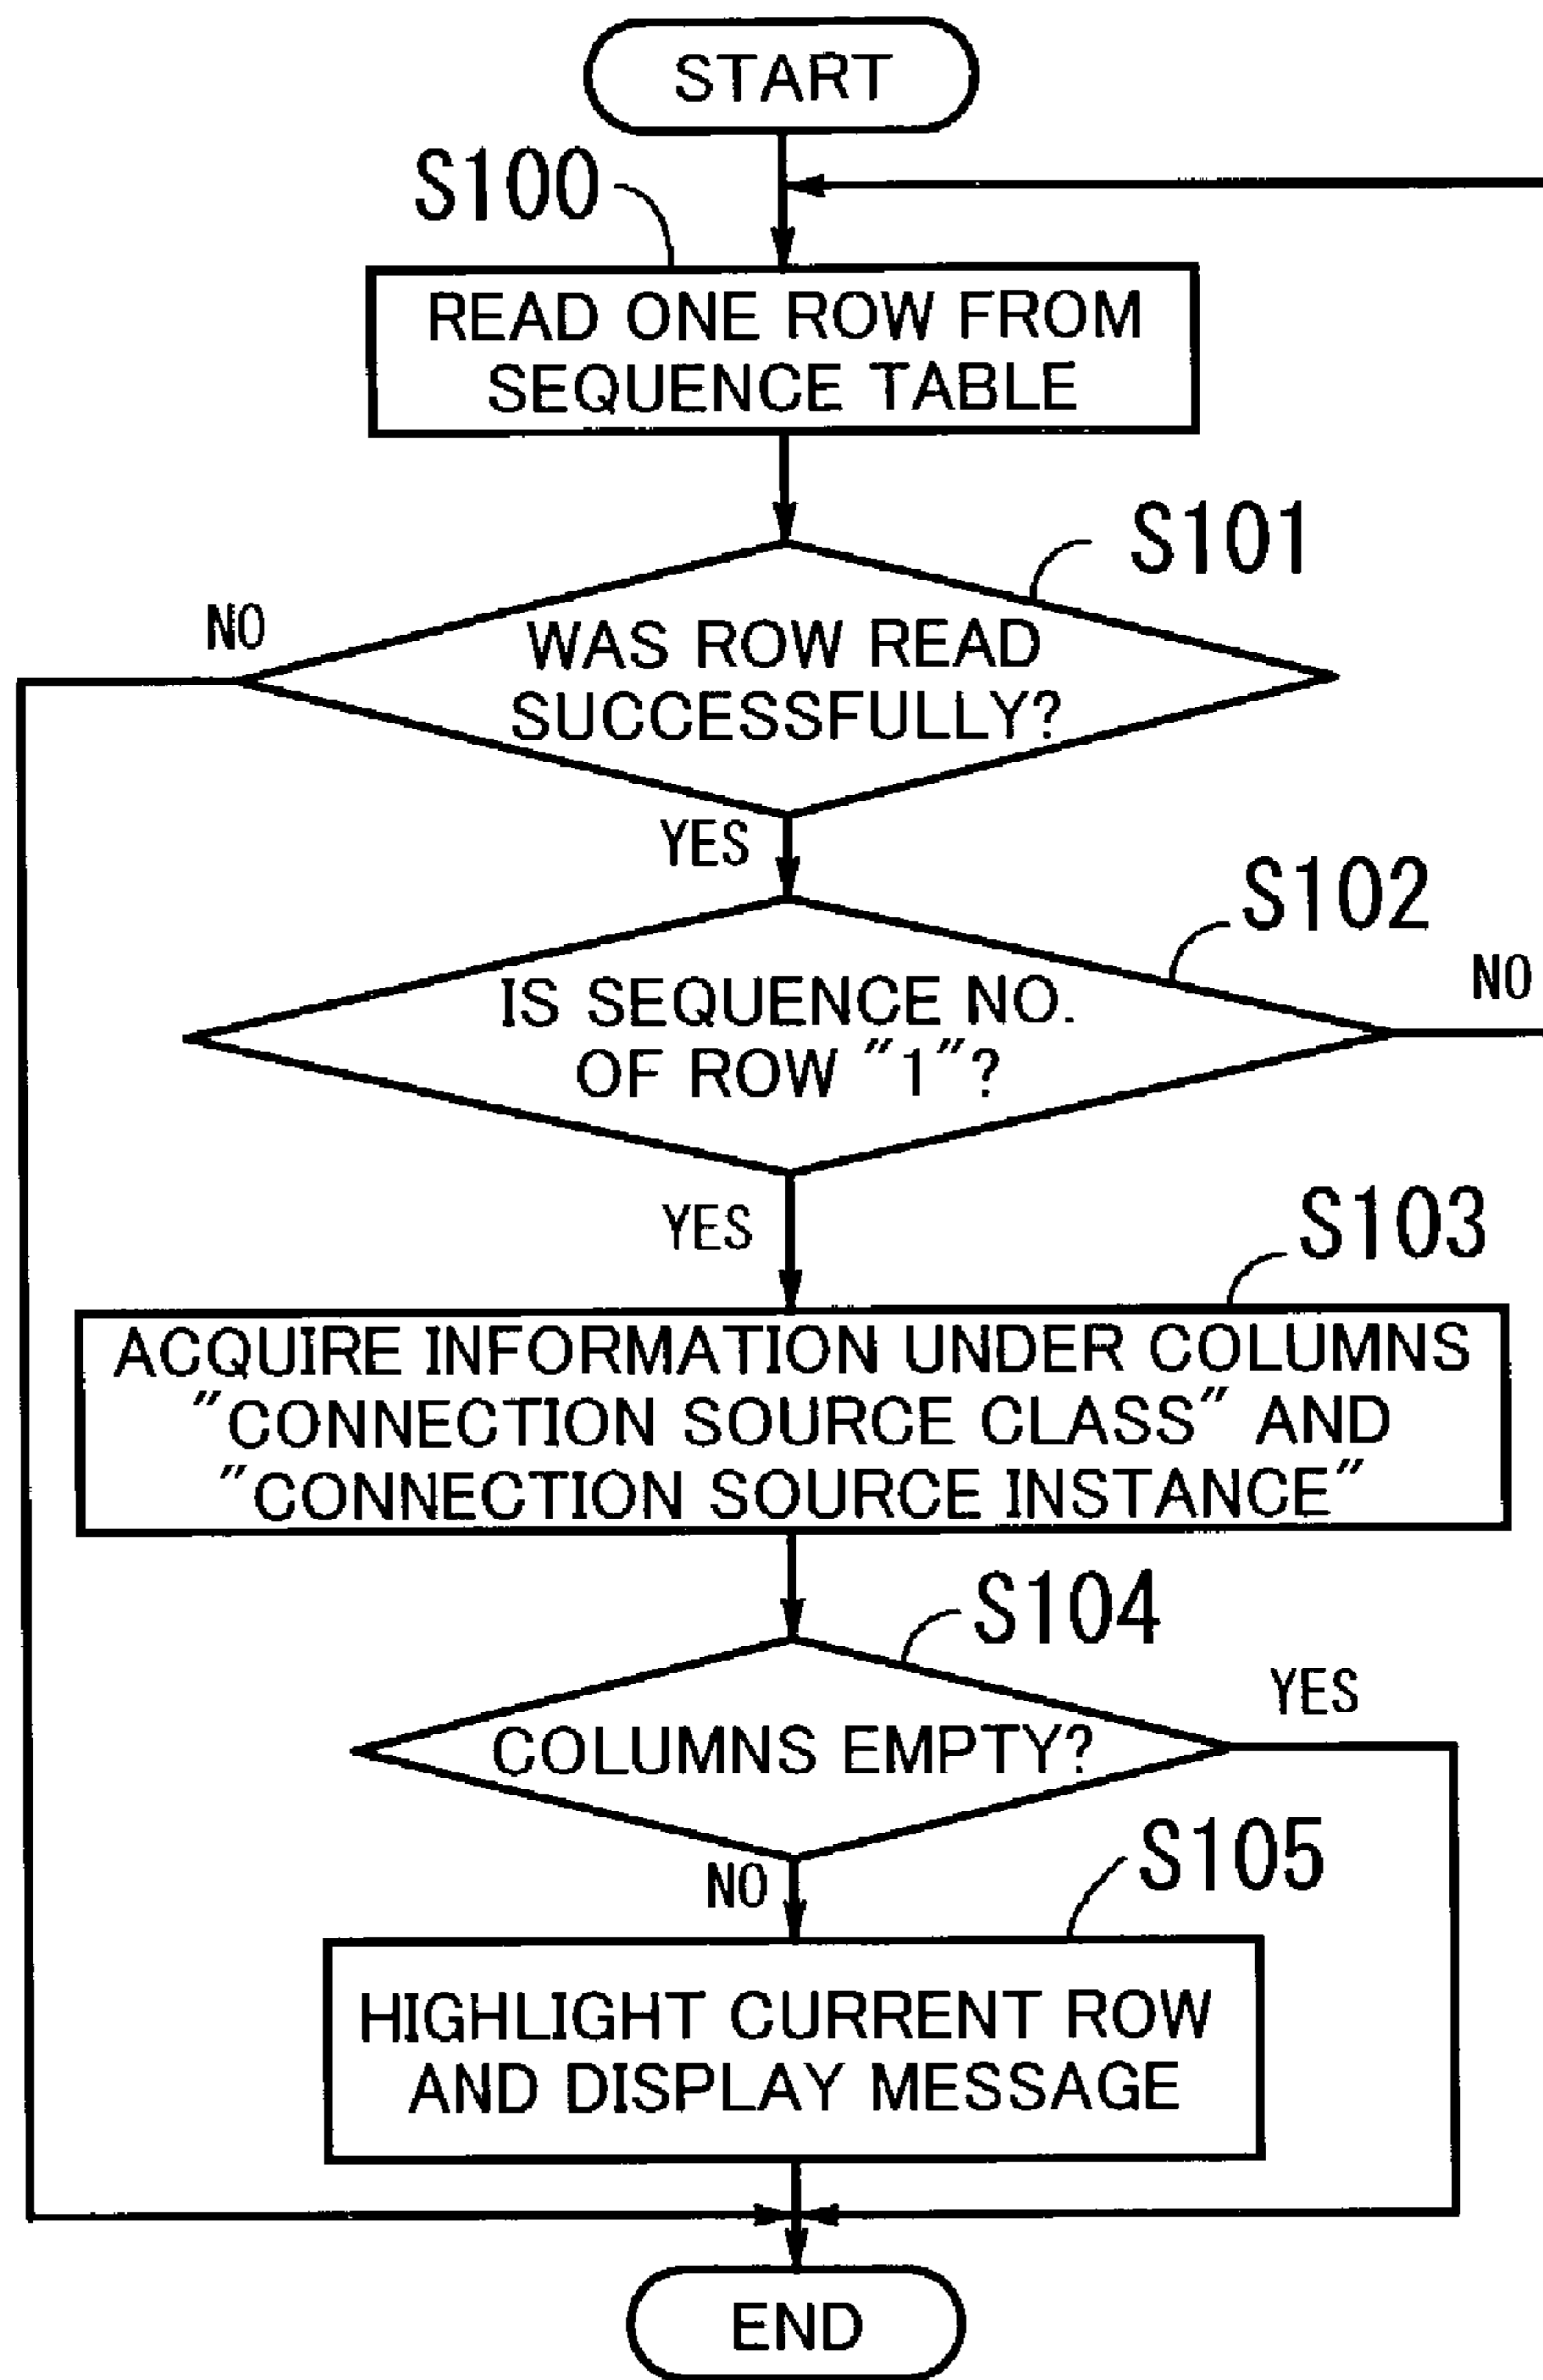 START
S100
READ ONE ROW FROM
SEQUENCE TABLE
S101
NO
WAS ROW READ
SUCCESSFULLY?
YES
S102
NO
IS SEQUENCE NO.
OF ROW "1"?
YES
S103
ACQUIRE INFORMATION UNDER COLUMNS
"CONNECTION SOURCE CLASS" AND
"CONNECTION SOURCE INSTANCE"
S104
YES
COLUMNS EMPTY?
NO
S105
HIGHLIGHT CURRENT ROW
AND DISPLAY MESSAGE
END